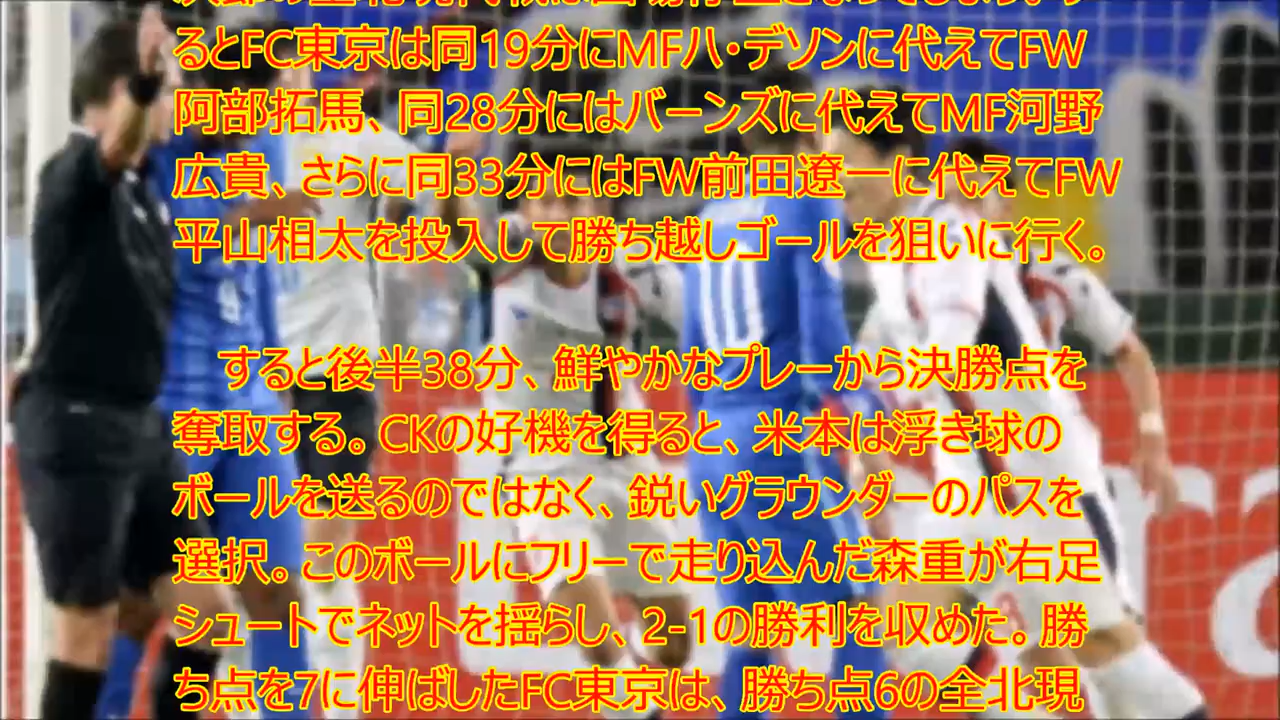 るとFC東京は同19分にMFハ・デソンに代えてFW
阿部拓馬、同28分にはバーンズに代えてMF河野
広貴、さらに同33分にはFW前田遼一に代えてFW
平山相太を投入して勝ち越しゴールを狙いに行く。
すると後半38分、鮮やかなプレーから決勝点を
奪取する。CKの好機を得ると、米本は浮き球の
ボールを送るのではなく、鋭いグラウンダーのパスを
選択。このボールにフリーで走り込んだ森重が右足
シュートでネットを揺らし、2-1の勝利を収めた。勝
ち点を7に伸ばしたFC東京は、勝ち点6の全北現
10
9